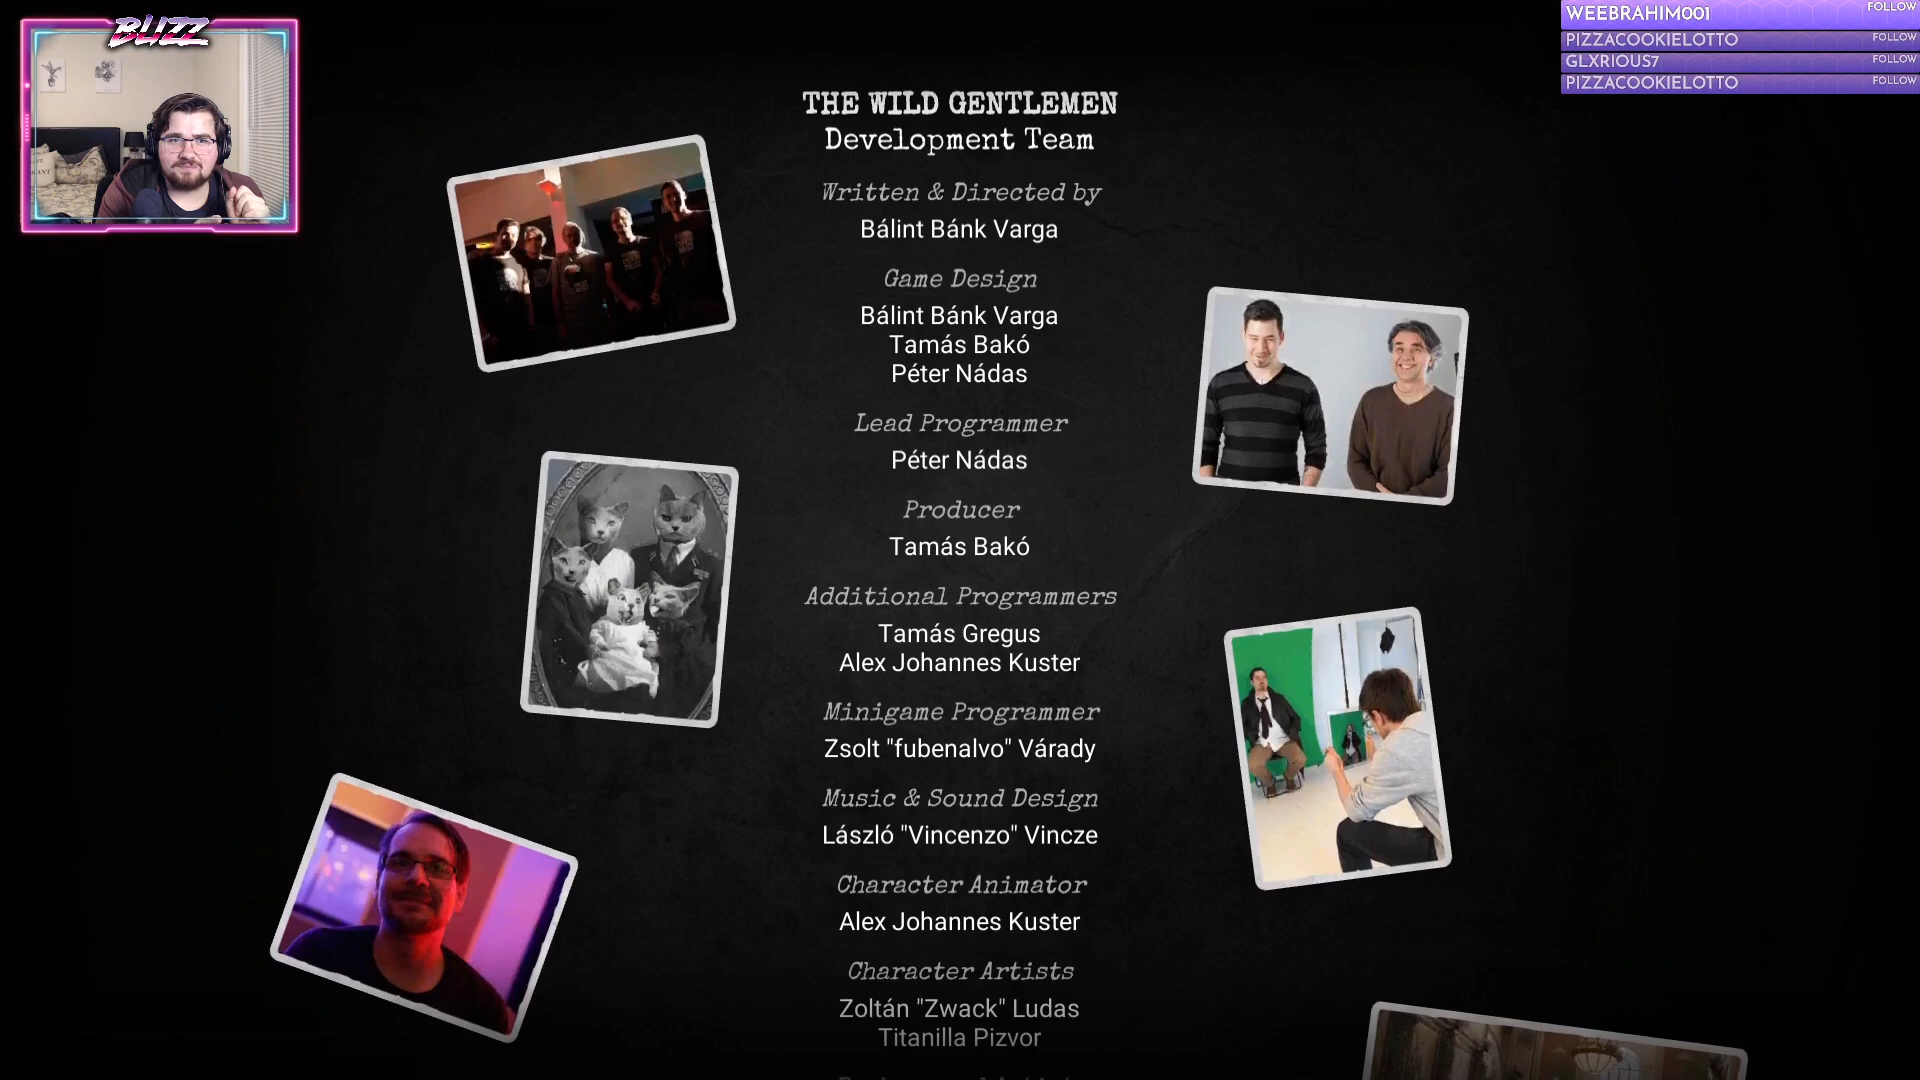 BLIZZ
WEEBRAHIM001 FOLLOW
PIZZACOOKIELOTTO FOLLOW
GLXRIOUS7 FOLLOW
PIZZACOOKIELOTTO FOLLOW
THE WILD GENTLEMEN
Development Team
Written & Directed by
Bálint Bánk Varga
Game Design
Bálint Bánk Varga
Tamás Bakó
Péter Nádas
Lead Programmer
Péter Nádas
Producer
Tamás Bakó
Additional Programmers
Tamás Gregus
Alex Johannes Kuster
Minigame Programmer
Zsolt "fubenalvo" Várady
Music & Sound Design
László "Vincenzo" Vincze
Character Animator
Alex Johannes Kuster
Character Artists
Zoltán "Zwack" Ludas
Titanilla Pizvor